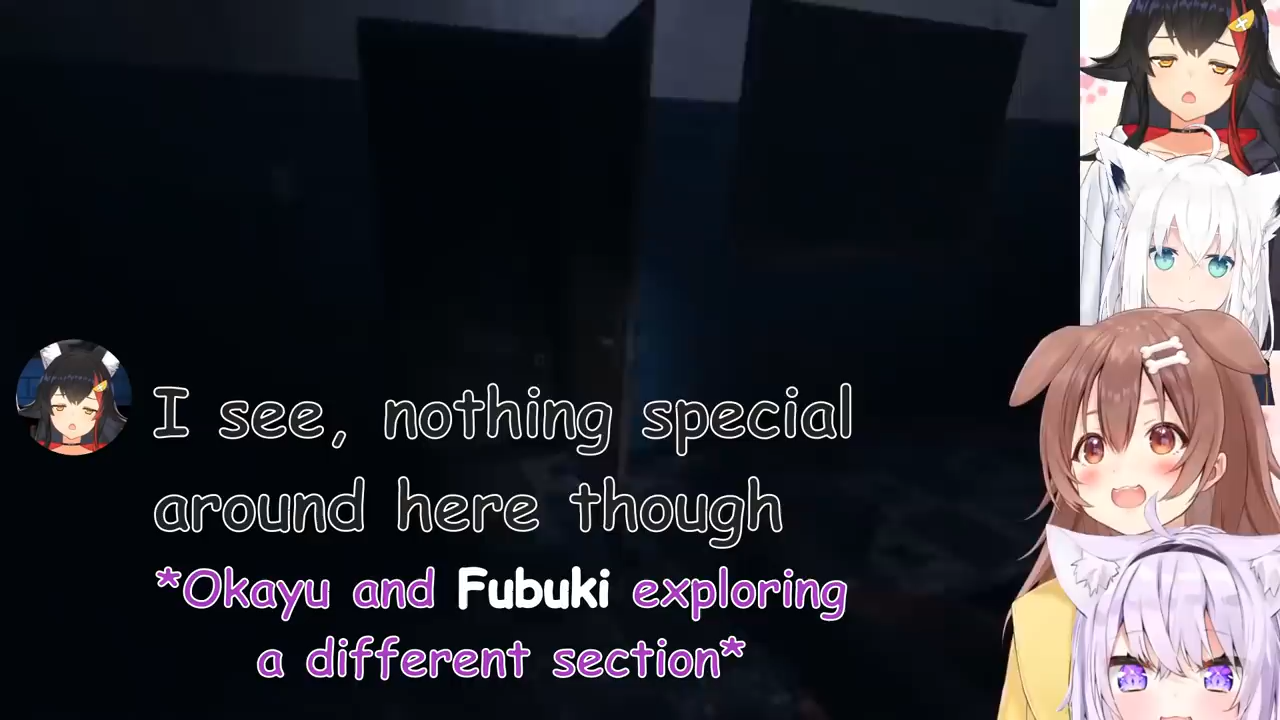 I see, nothing special
around here though
*Okayu and Fubuki exploring
a different section*